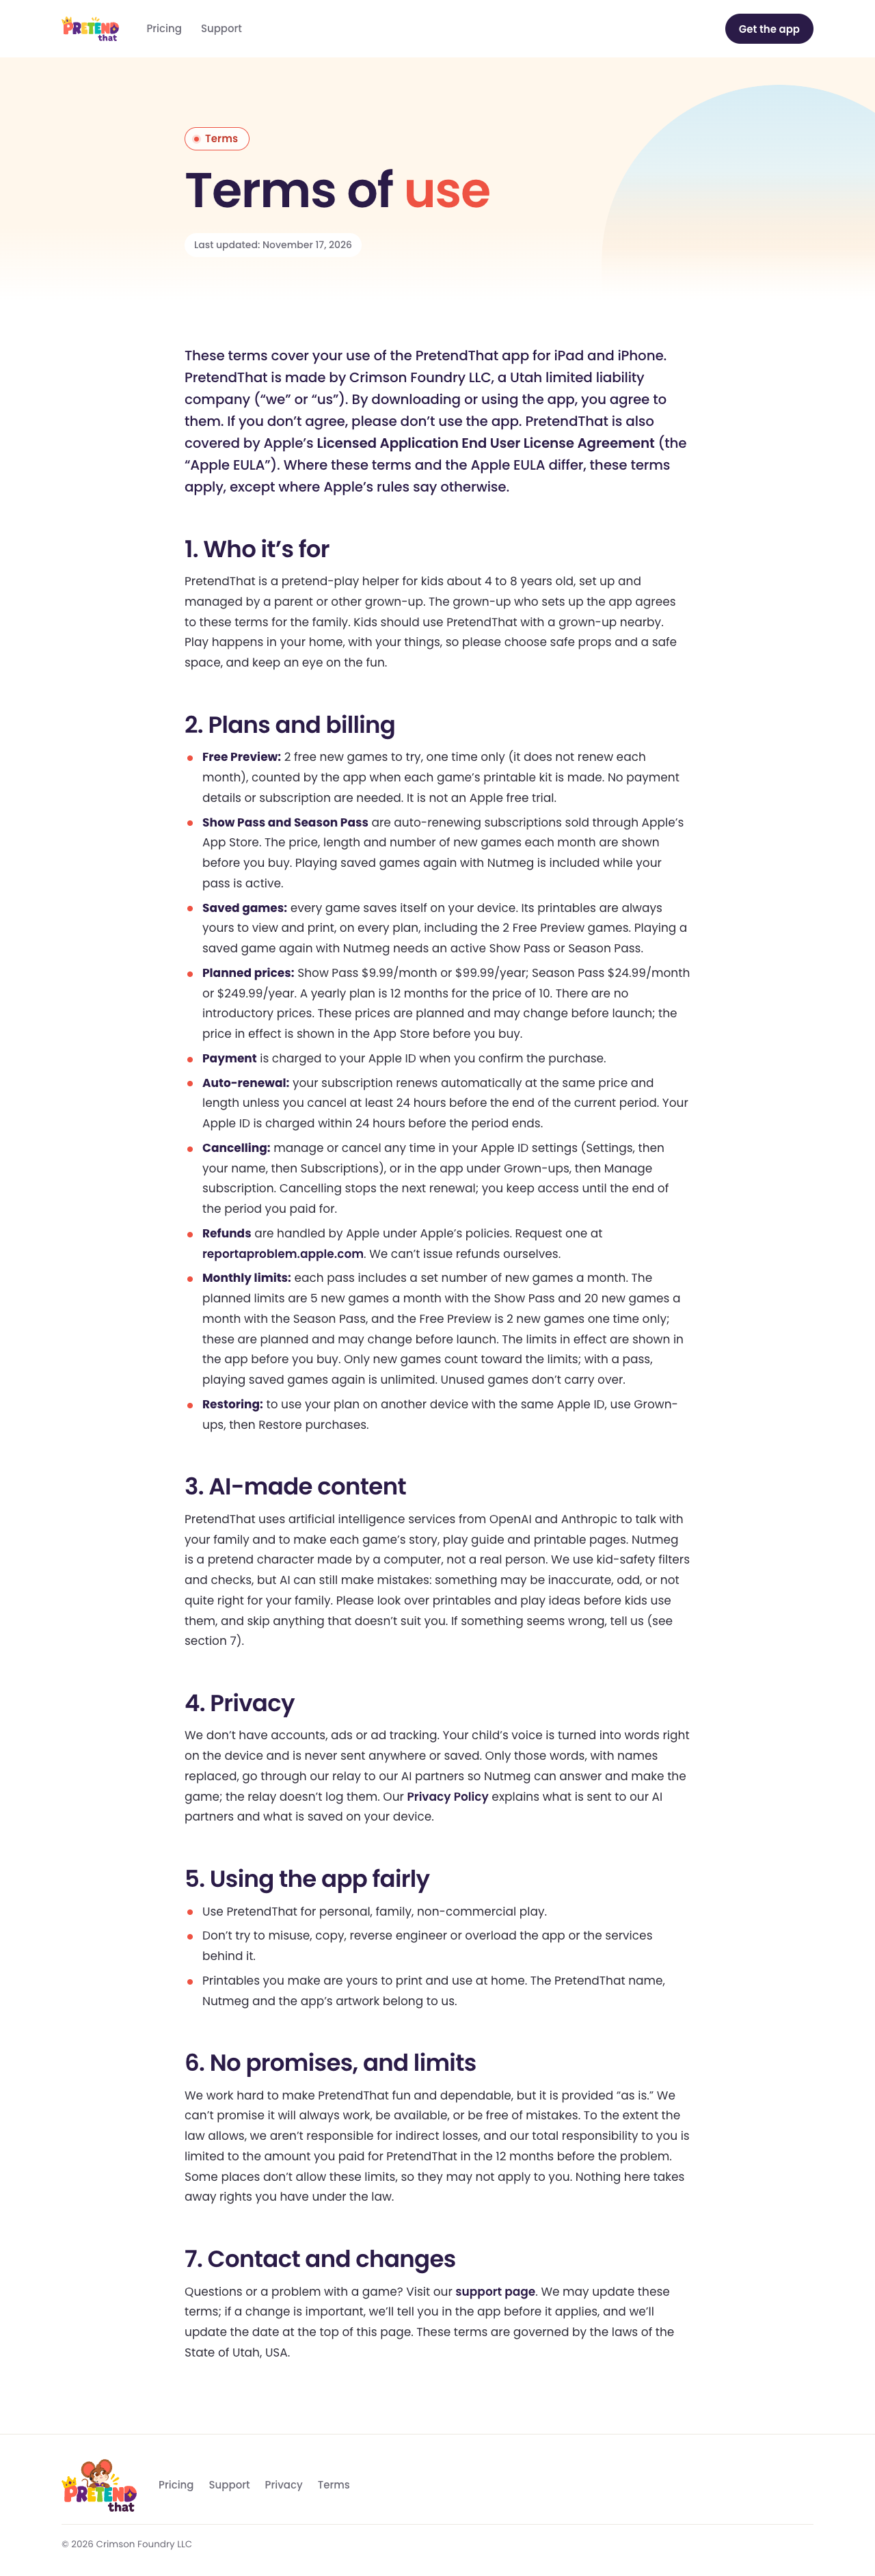 PRETEND
that
Pricing
Support
Get the app
Terms
Terms of use
Last updated: November 17, 2026
These terms cover your use of the PretendThat app for iPad and iPhone.
PretendThat is made by Crimson Foundry LLC, a Utah limited liability
company (“we” or “us”). By downloading or using the app, you agree to
them. If you don’t agree, please don’t use the app. PretendThat is also
covered by Apple’s Licensed Application End User License Agreement (the
“Apple EULA”). Where these terms and the Apple EULA differ, these terms
apply, except where Apple’s rules say otherwise.
1. Who it’s for
PretendThat is a pretend-play helper for kids about 4 to 8 years old, set up and
managed by a parent or other grown-up. The grown-up who sets up the app agrees
to these terms for the family. Kids should use PretendThat with a grown-up nearby.
Play happens in your home, with your things, so please choose safe props and a safe
space, and keep an eye on the fun.
2. Plans and billing
Free Preview: 2 free new games to try, one time only (it does not renew each
month), counted by the app when each game’s printable kit is made. No payment
details or subscription are needed. It is not an Apple free trial.
Show Pass and Season Pass are auto-renewing subscriptions sold through Apple’s
App Store. The price, length and number of new games each month are shown
before you buy. Playing saved games again with Nutmeg is included while your
pass is active.
Saved games: every game saves itself on your device. Its printables are always
yours to view and print, on every plan, including the 2 Free Preview games. Playing a
saved game again with Nutmeg needs an active Show Pass or Season Pass.
Planned prices: Show Pass $9.99/month or $99.99/year; Season Pass $24.99/month
or $249.99/year. A yearly plan is 12 months for the price of 10. There are no
introductory prices. These prices are planned and may change before launch; the
price in effect is shown in the App Store before you buy.
Payment is charged to your Apple ID when you confirm the purchase.
Auto-renewal: your subscription renews automatically at the same price and
length unless you cancel at least 24 hours before the end of the current period. Your
Apple ID is charged within 24 hours before the period ends.
Cancelling: manage or cancel any time in your Apple ID settings (Settings, then
your name, then Subscriptions), or in the app under Grown-ups, then Manage
subscription. Cancelling stops the next renewal; you keep access until the end of
the period you paid for.
Refunds are handled by Apple under Apple’s policies. Request one at
reportaproblem.apple.com. We can’t issue refunds ourselves.
Monthly limits: each pass includes a set number of new games a month. The
planned limits are 5 new games a month with the Show Pass and 20 new games a
month with the Season Pass, and the Free Preview is 2 new games one time only;
these are planned and may change before launch. The limits in effect are shown in
the app before you buy. Only new games count toward the limits; with a pass,
playing saved games again is unlimited. Unused games don’t carry over.
Restoring: to use your plan on another device with the same Apple ID, use Grown-
ups, then Restore purchases.
3. AI-made content
PretendThat uses artificial intelligence services from OpenAI and Anthropic to talk with
your family and to make each game’s story, play guide and printable pages. Nutmeg
is a pretend character made by a computer, not a real person. We use kid-safety filters
and checks, but AI can still make mistakes: something may be inaccurate, odd, or not
quite right for your family. Please look over printables and play ideas before kids use
them, and skip anything that doesn’t suit you. If something seems wrong, tell us (see
section 7).
4. Privacy
We don’t have accounts, ads or ad tracking. Your child’s voice is turned into words right
on the device and is never sent anywhere or saved. Only those words, with names
replaced, go through our relay to our AI partners so Nutmeg can answer and make the
game; the relay doesn’t log them. Our Privacy Policy explains what is sent to our AI
partners and what is saved on your device.
5. Using the app fairly
Use PretendThat for personal, family, non-commercial play.
Don’t try to misuse, copy, reverse engineer or overload the app or the services
behind it.
Printables you make are yours to print and use at home. The PretendThat name,
Nutmeg and the app’s artwork belong to us.
6. No promises, and limits
We work hard to make PretendThat fun and dependable, but it is provided “as is.” We
can’t promise it will always work, be available, or be free of mistakes. To the extent the
law allows, we aren’t responsible for indirect losses, and our total responsibility to you is
limited to the amount you paid for PretendThat in the 12 months before the problem.
Some places don’t allow these limits, so they may not apply to you. Nothing here takes
away rights you have under the law.
7. Contact and changes
Questions or a problem with a game? Visit our support page. We may update these
terms; if a change is important, we’ll tell you in the app before it applies, and we’ll
update the date at the top of this page. These terms are governed by the laws of the
State of Utah, USA.
PRETEND
that
Pricing
Support
Privacy
Terms
© 2026 Crimson Foundry LLC